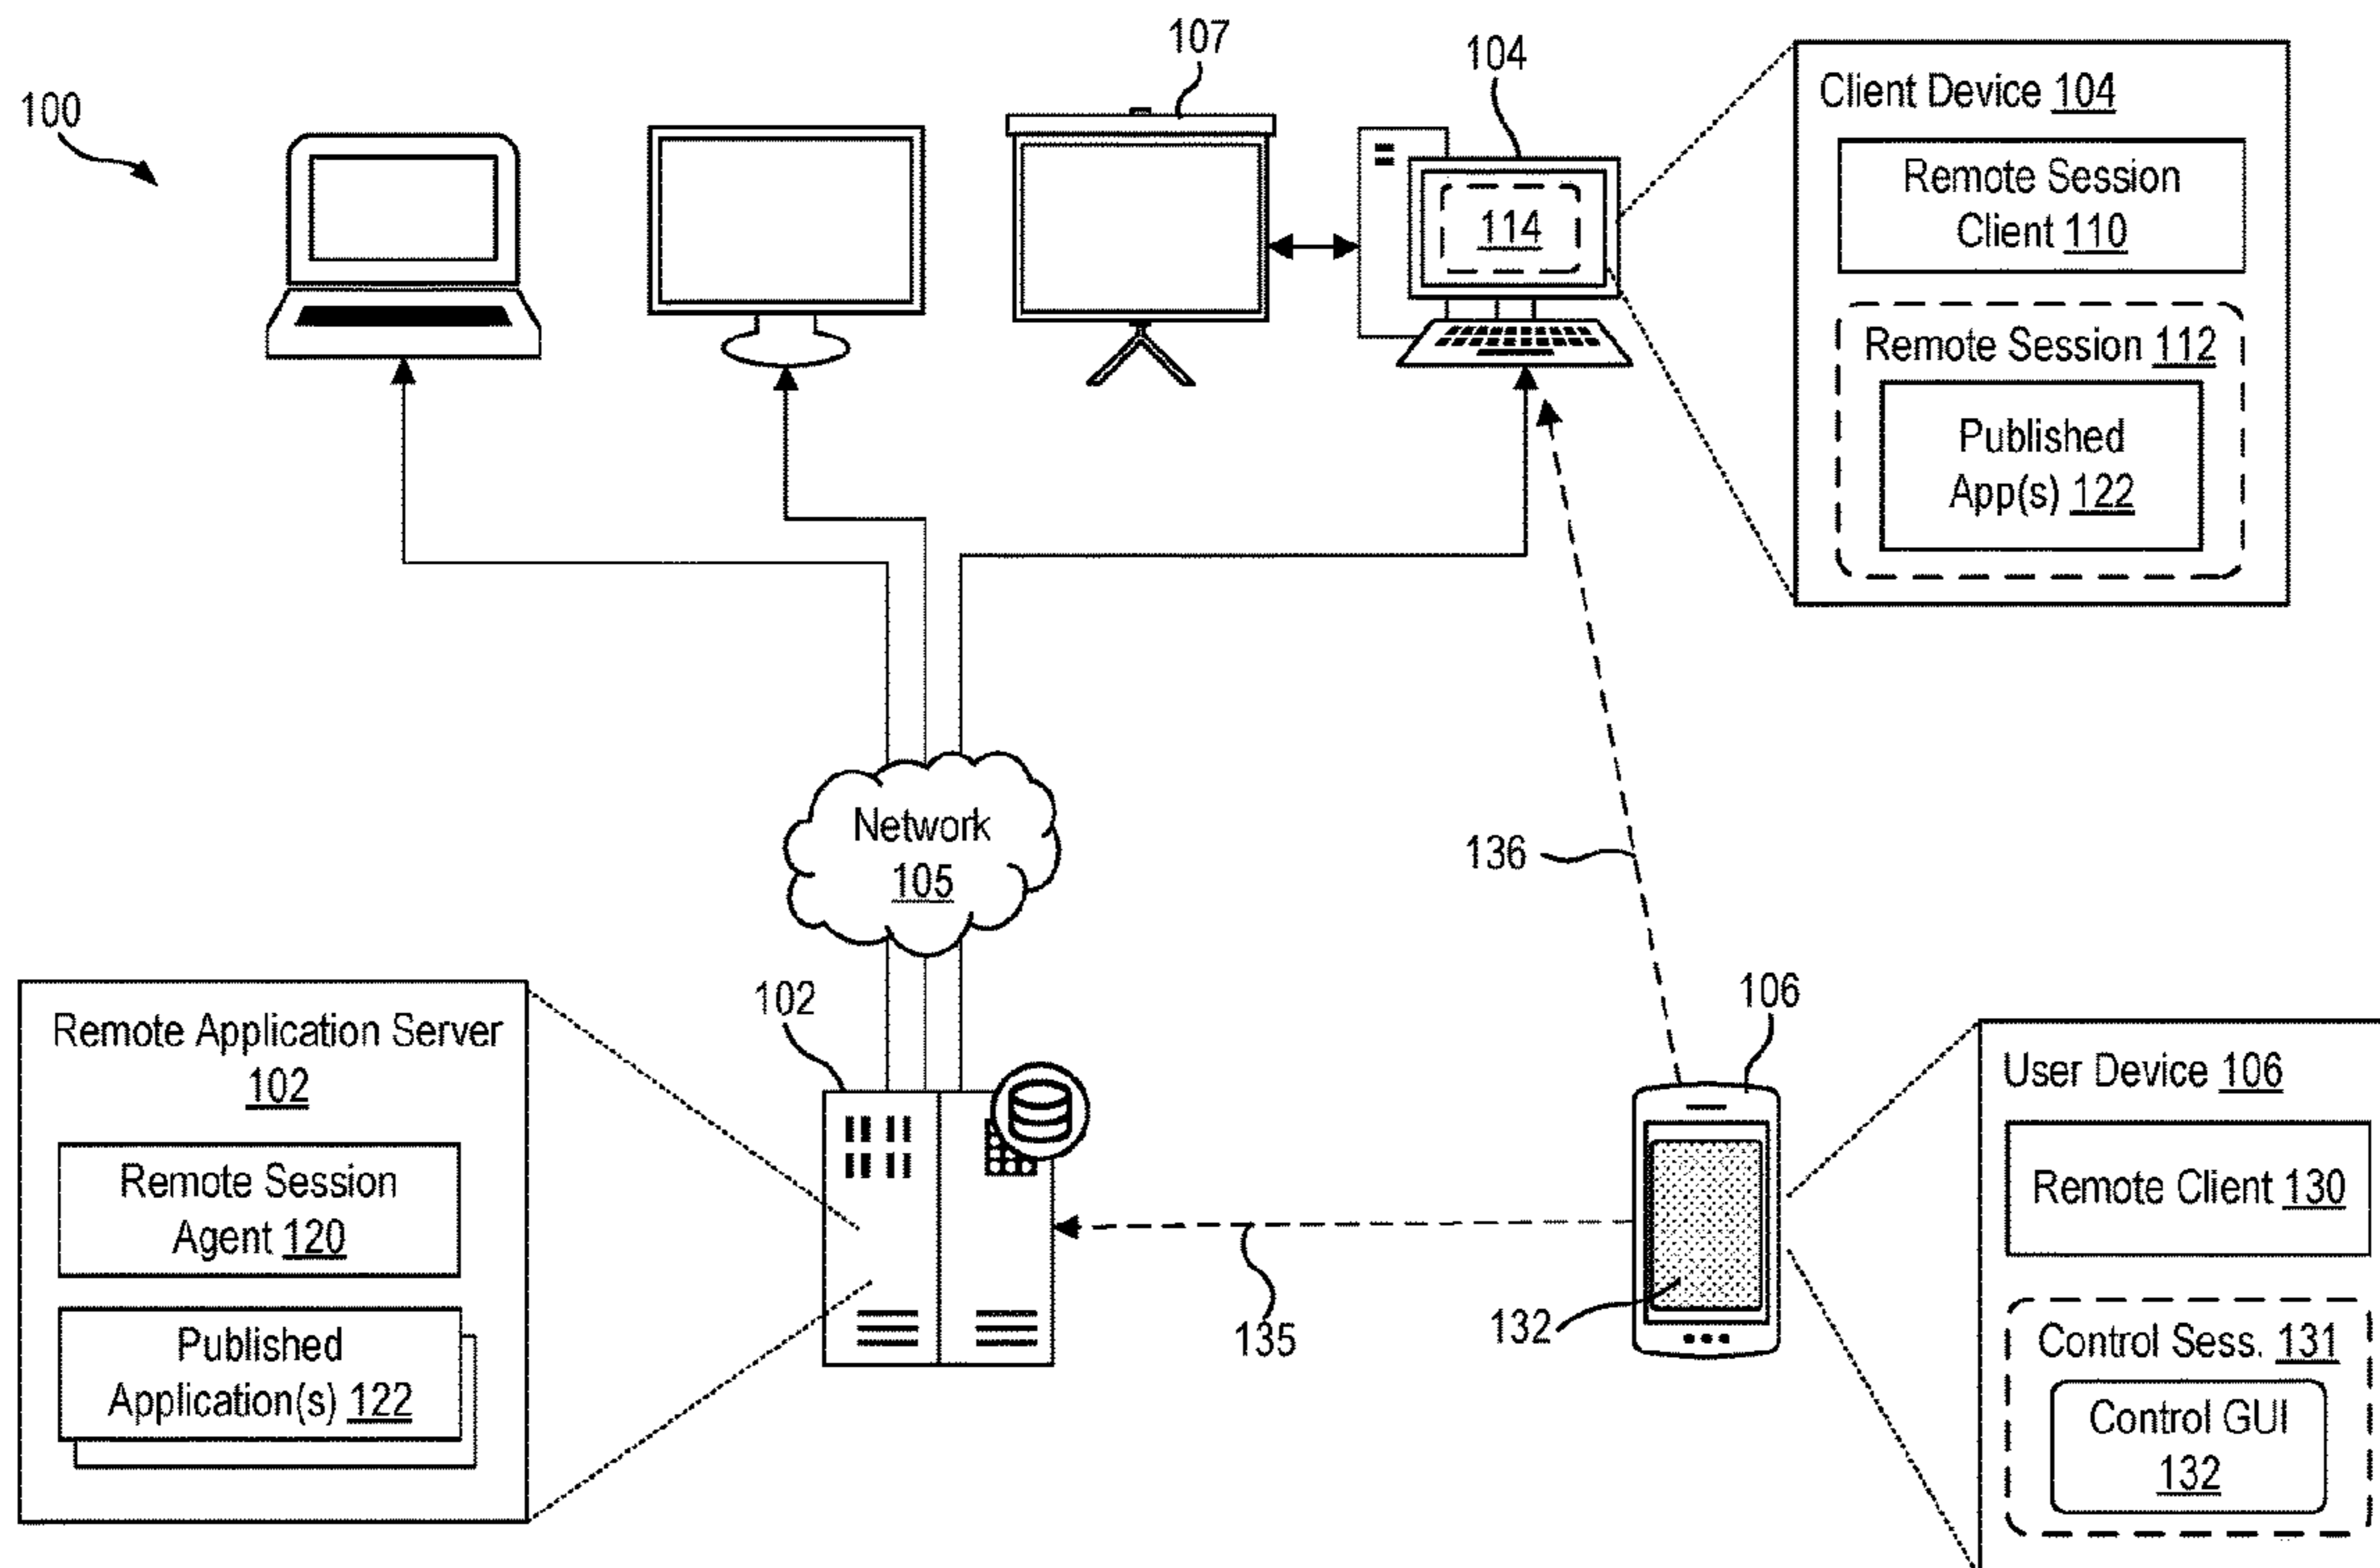 100
107
104
114
Client Device 104
Remote Session
Client 110
Remote Session 112
Published
App(s) 122
Network
105
136
102
106
Remote Application Server
102
Remote Session
Agent 120
Published
Application(s) 122
135
132
User Device 106
Remote Client 130
Control Sess. 131
Control GUI
132